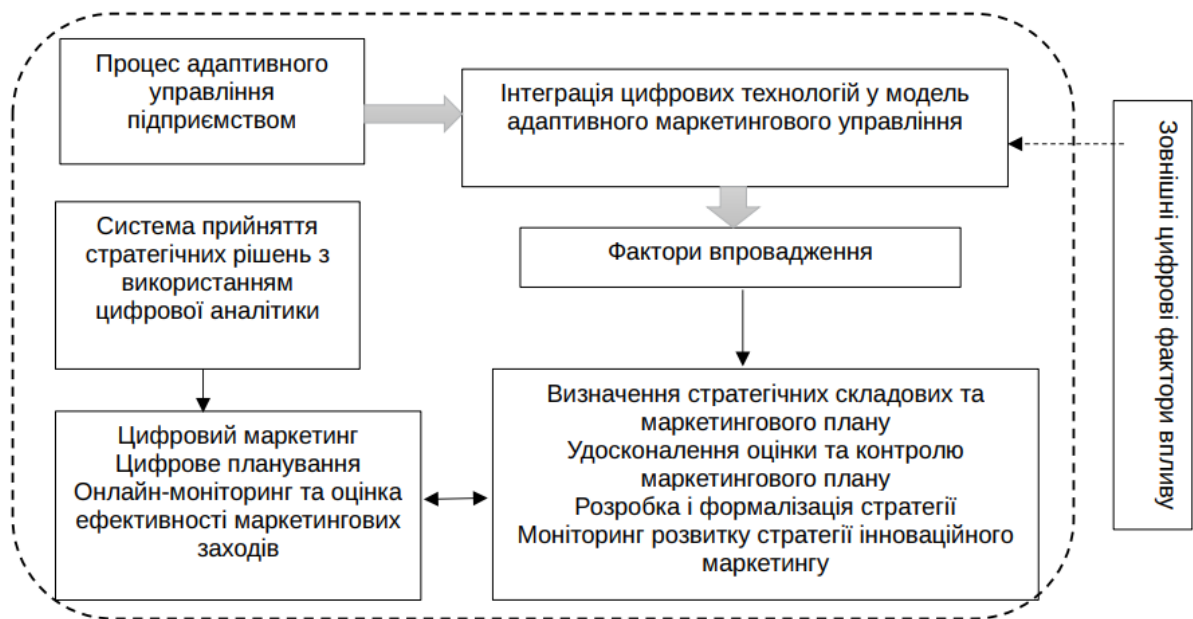 Процес адаптивного
управління
підприємством
Інтеграція цифрових технологій у модель
адаптивного маркетингового управління
Зовнішні цифрові фактори впливу
Система прийняття
стратегічних рішень з
використанням
цифрової аналітики
Фактори впровадження
Цифровий маркетинг
Цифрове планування
Онлайн-моніторинг та оцінка
ефективності маркетингових
заходів
Визначення стратегічних складових та
маркетингового плану
Удосконалення оцінки та контролю
маркетингового плану
Розробка і формалізація стратегії
Моніторинг розвитку стратегії інноваційного
маркетингу